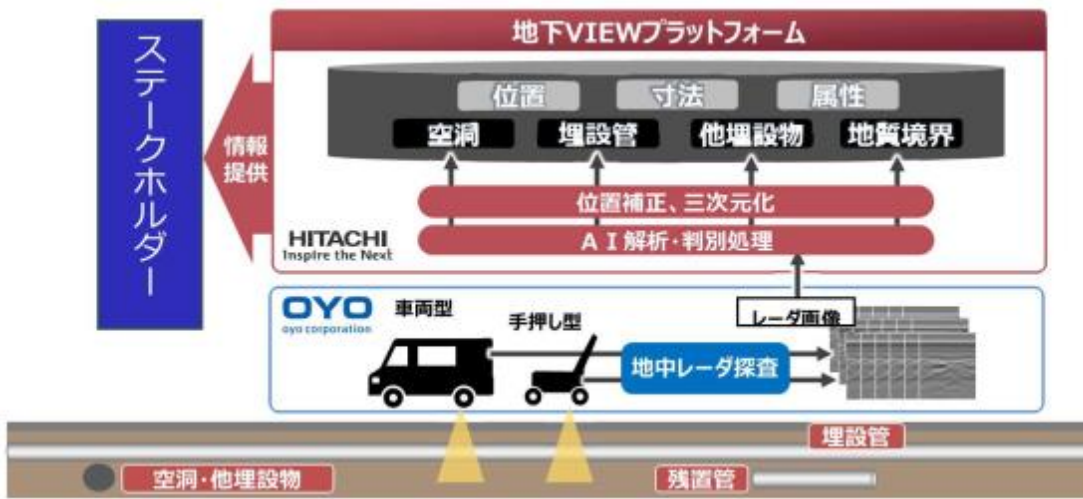 ステークホルダー
情報
提供
地下VIEWプラットフォーム
位置 寸法 属性
空洞 埋設管 他埋設物 地質境界
位置補正、三次元化
AI解析・判別処理
HITACHI
Inspire the Next
OYO
oyo corporation
車両型
手押し型
レーダ画像
地中レーダ探査
埋設管
空洞・他埋設物
残置管